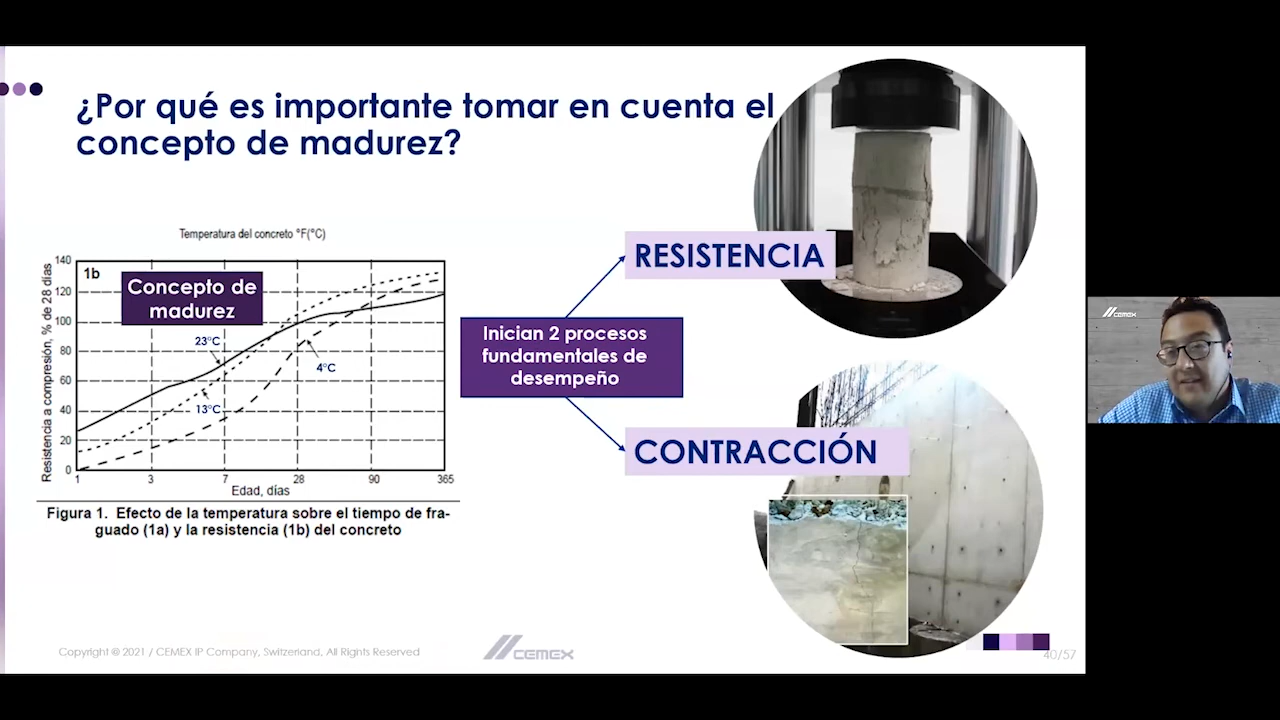 ¿Por qué es importante tomar en cuenta el
concepto de madurez?
Temperatura del concreto °F(°C)
Resistencia a compresión, % de 28 días
140
120
100
80
60
40
20
0
1b
Concepto de
madurez
23°C
13°C
4°C
1
3
7
28
90
365
Edad, días
Figura 1. Efecto de la temperatura sobre el tiempo de fra-
guado (1a) y la resistencia (1b) del concreto
Inician 2 procesos
fundamentales de
desempeño
RESISTENCIA
CONTRACCIÓN
CEMEX
Copyright @ 2021 / CEMEX IP Company, Switzerland, All Rights Reserved
CEMEX
40/57